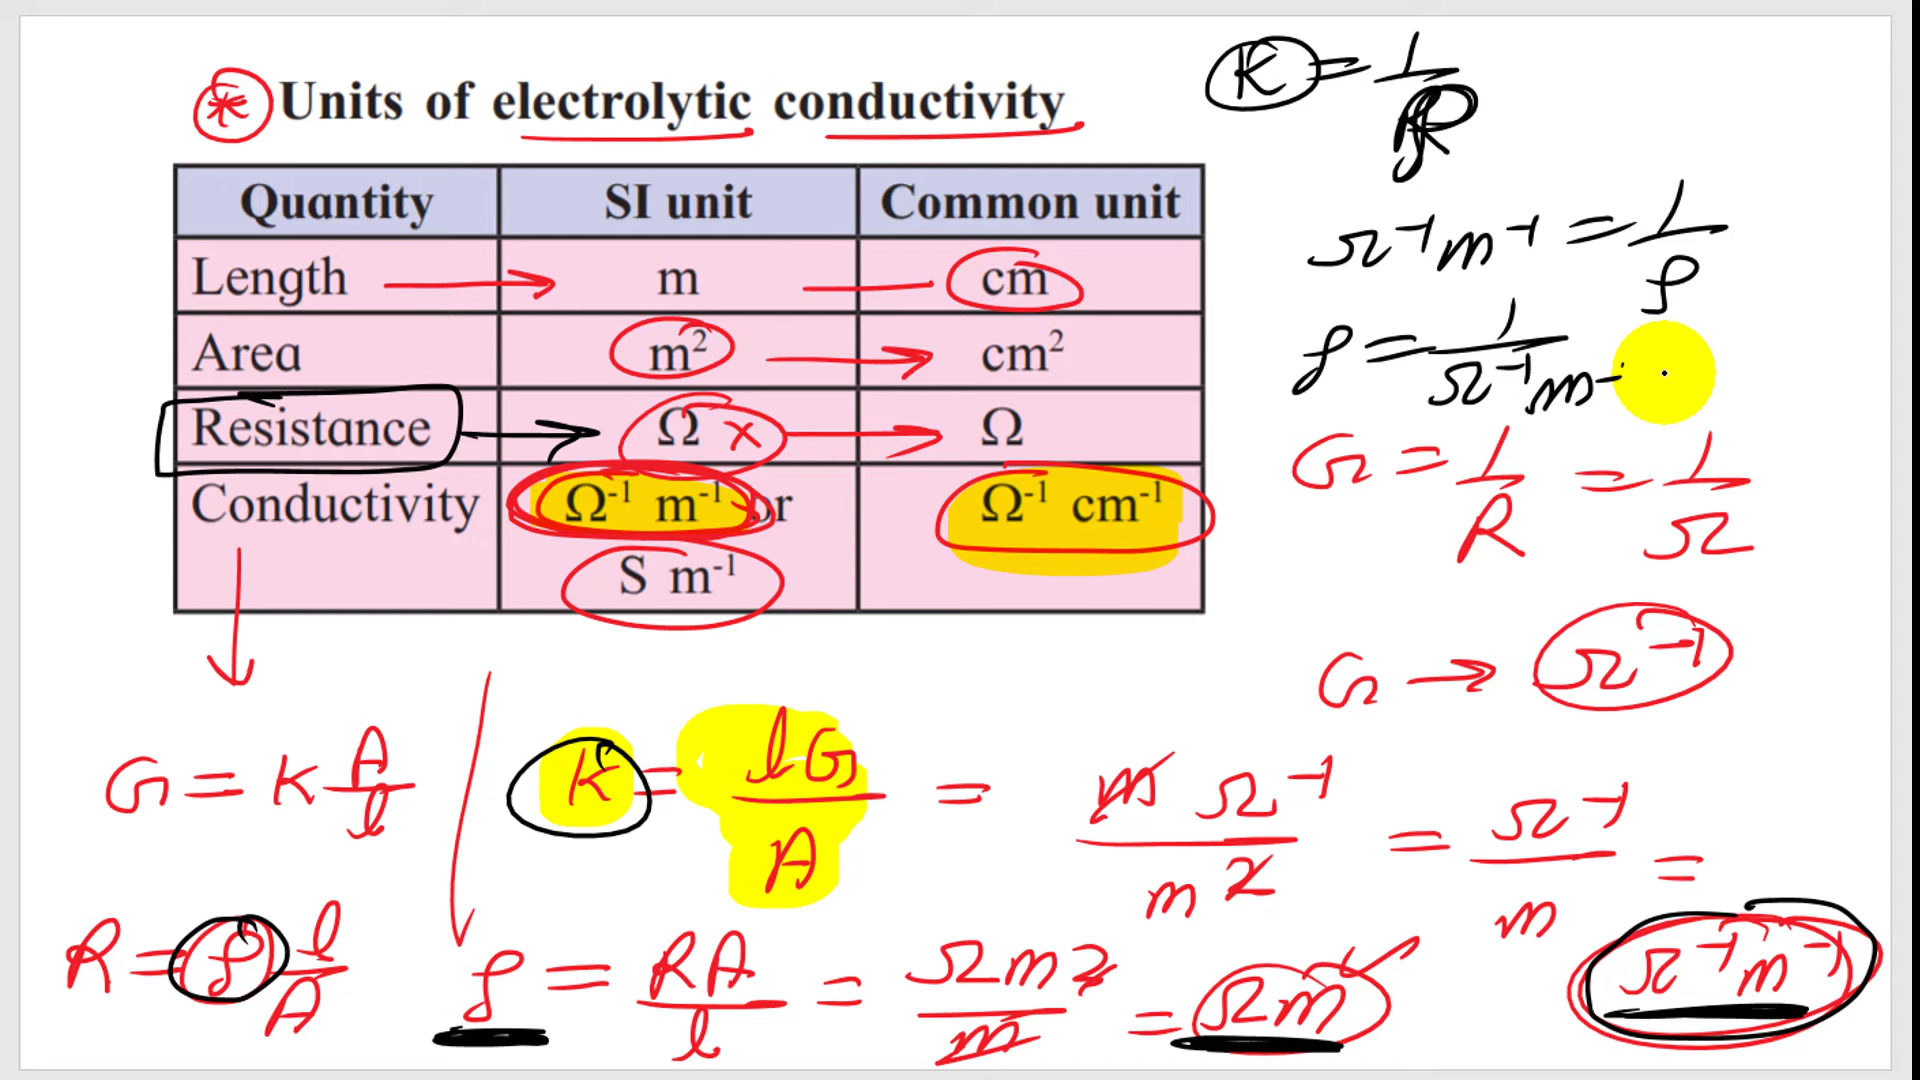 * Units of electrolytic conductivity
Quantity SI unit Common unit
Length m cm
Area m² cm²
Resistance Ω x Ω
Conductivity Ω⁻¹ m⁻¹ or Ω⁻¹ cm⁻¹
S m⁻¹
K = 1/ρ
Ω⁻¹m⁻¹ = 1/ρ
ρ = 1/Ω⁻¹m⁻
G = 1/R = 1/Ω
G → Ω⁻¹
G = K A/l
K = lG/A = m Ω⁻¹/m² = Ω⁻¹/m = Ω⁻¹m⁻¹
R = ρ l/A
ρ = RA/l = Ωm²/m = Ωm